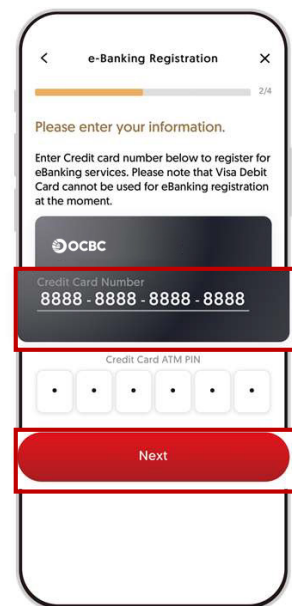 e-Banking Registration
2/4
Please enter your information.
Enter Credit card number below to register for
eBanking services. Please note that Visa Debit
Card cannot be used for eBanking registration
at the moment.
OCBC
Credit Card Number
8888 - 8888 - 8888 - 8888
Credit Card ATM PIN
Next